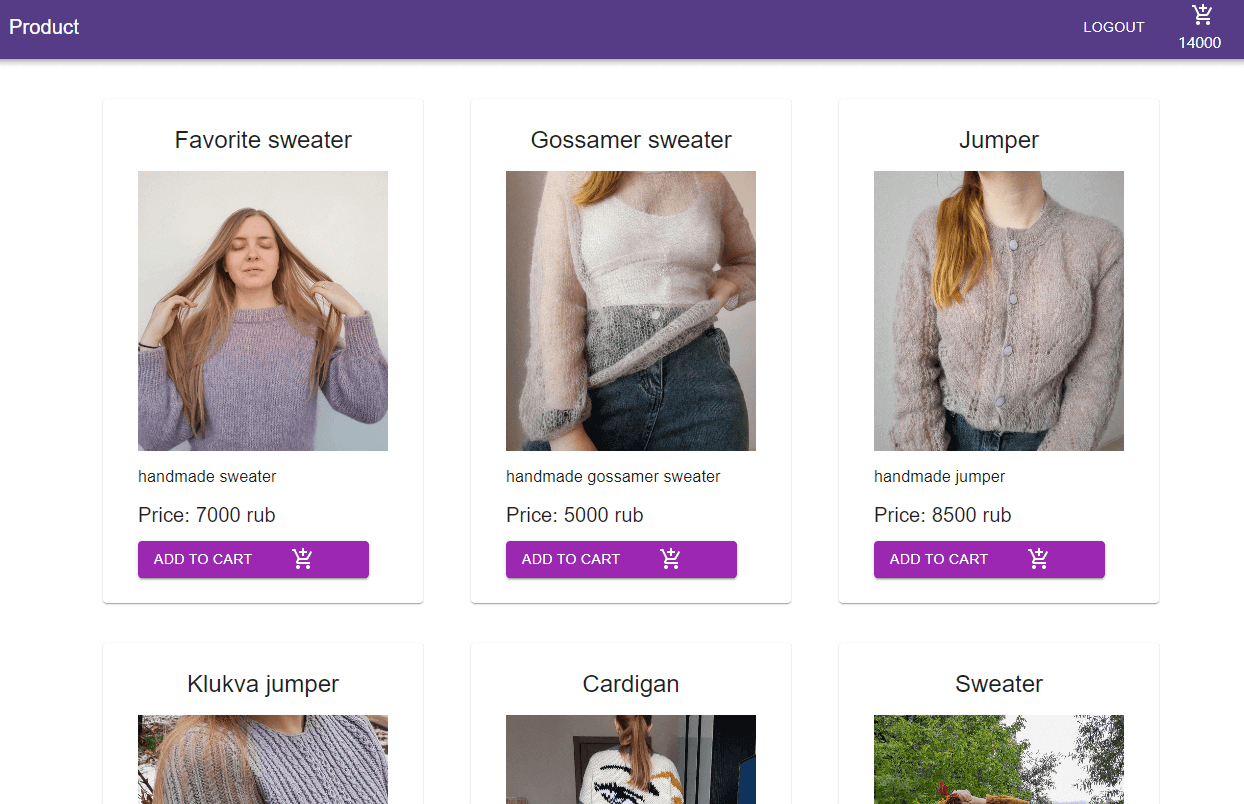 Product
LOGOUT
14000
Favorite sweater
handmade sweater
Price: 7000 rub
ADD TO CART
Gossamer sweater
handmade gossamer sweater
Price: 5000 rub
ADD TO CART
Jumper
handmade jumper
Price: 8500 rub
ADD TO CART
Klukva jumper
Cardigan
Sweater